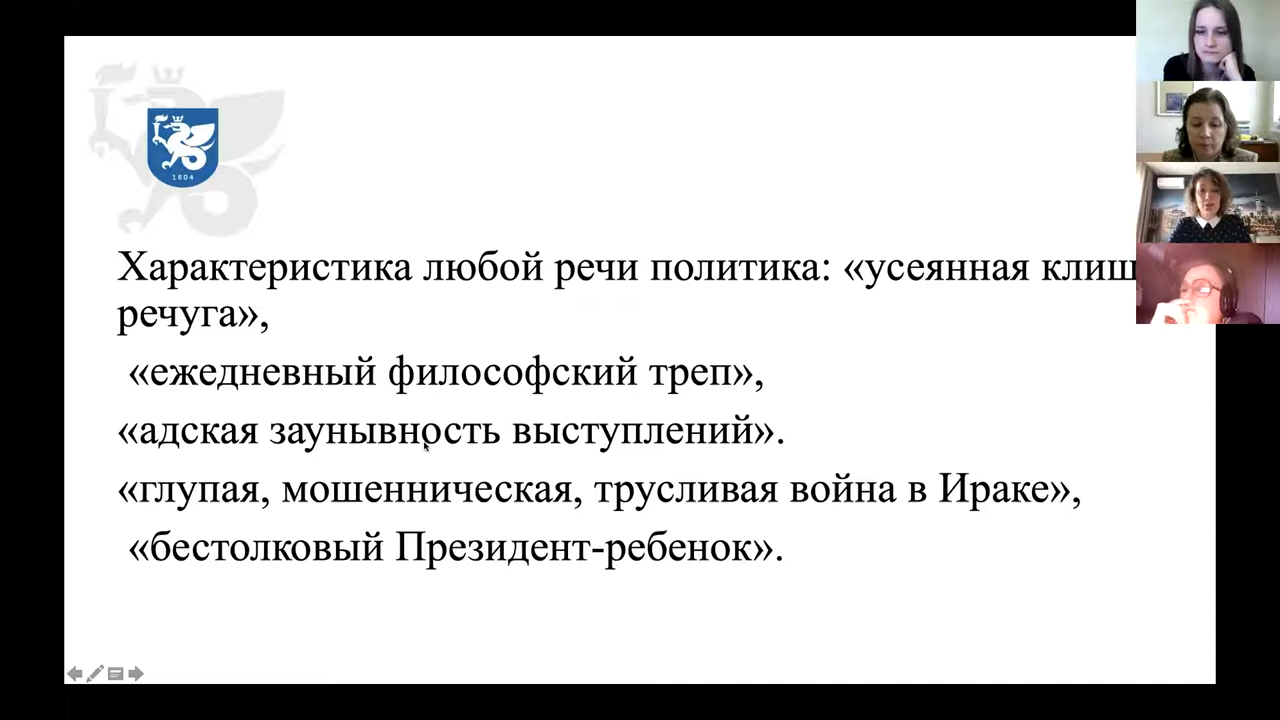 1804
Характеристика любой речи политика: «усеянная
речуга»,
«ежедневный философский треп»,
«адская заунывность выступлений».
«глупая, мошенническая, трусливая война в Ираке»,
«бестолковый Президент-ребенок».